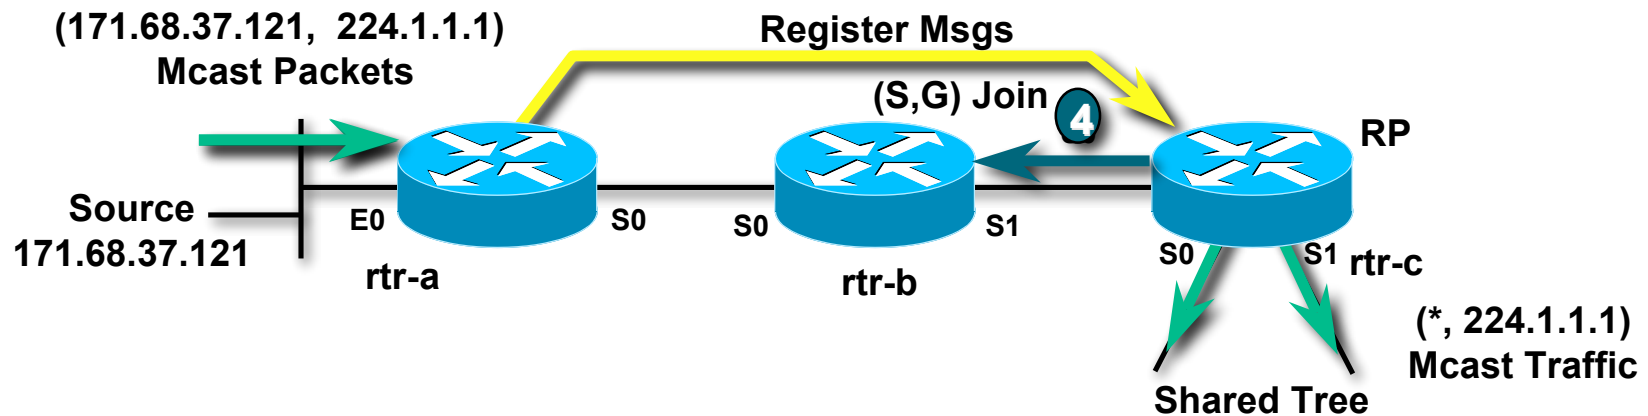 (171.68.37.121, 224.1.1.1)
Mcast Packets
Register Msgs
(S,G) Join
4
RP
Source
171.68.37.121
E0
S0
S0
S1
S0
S1
rtr-a
rtr-b
rtr-c
(*, 224.1.1.1)
Mcast Traffic
Shared Tree